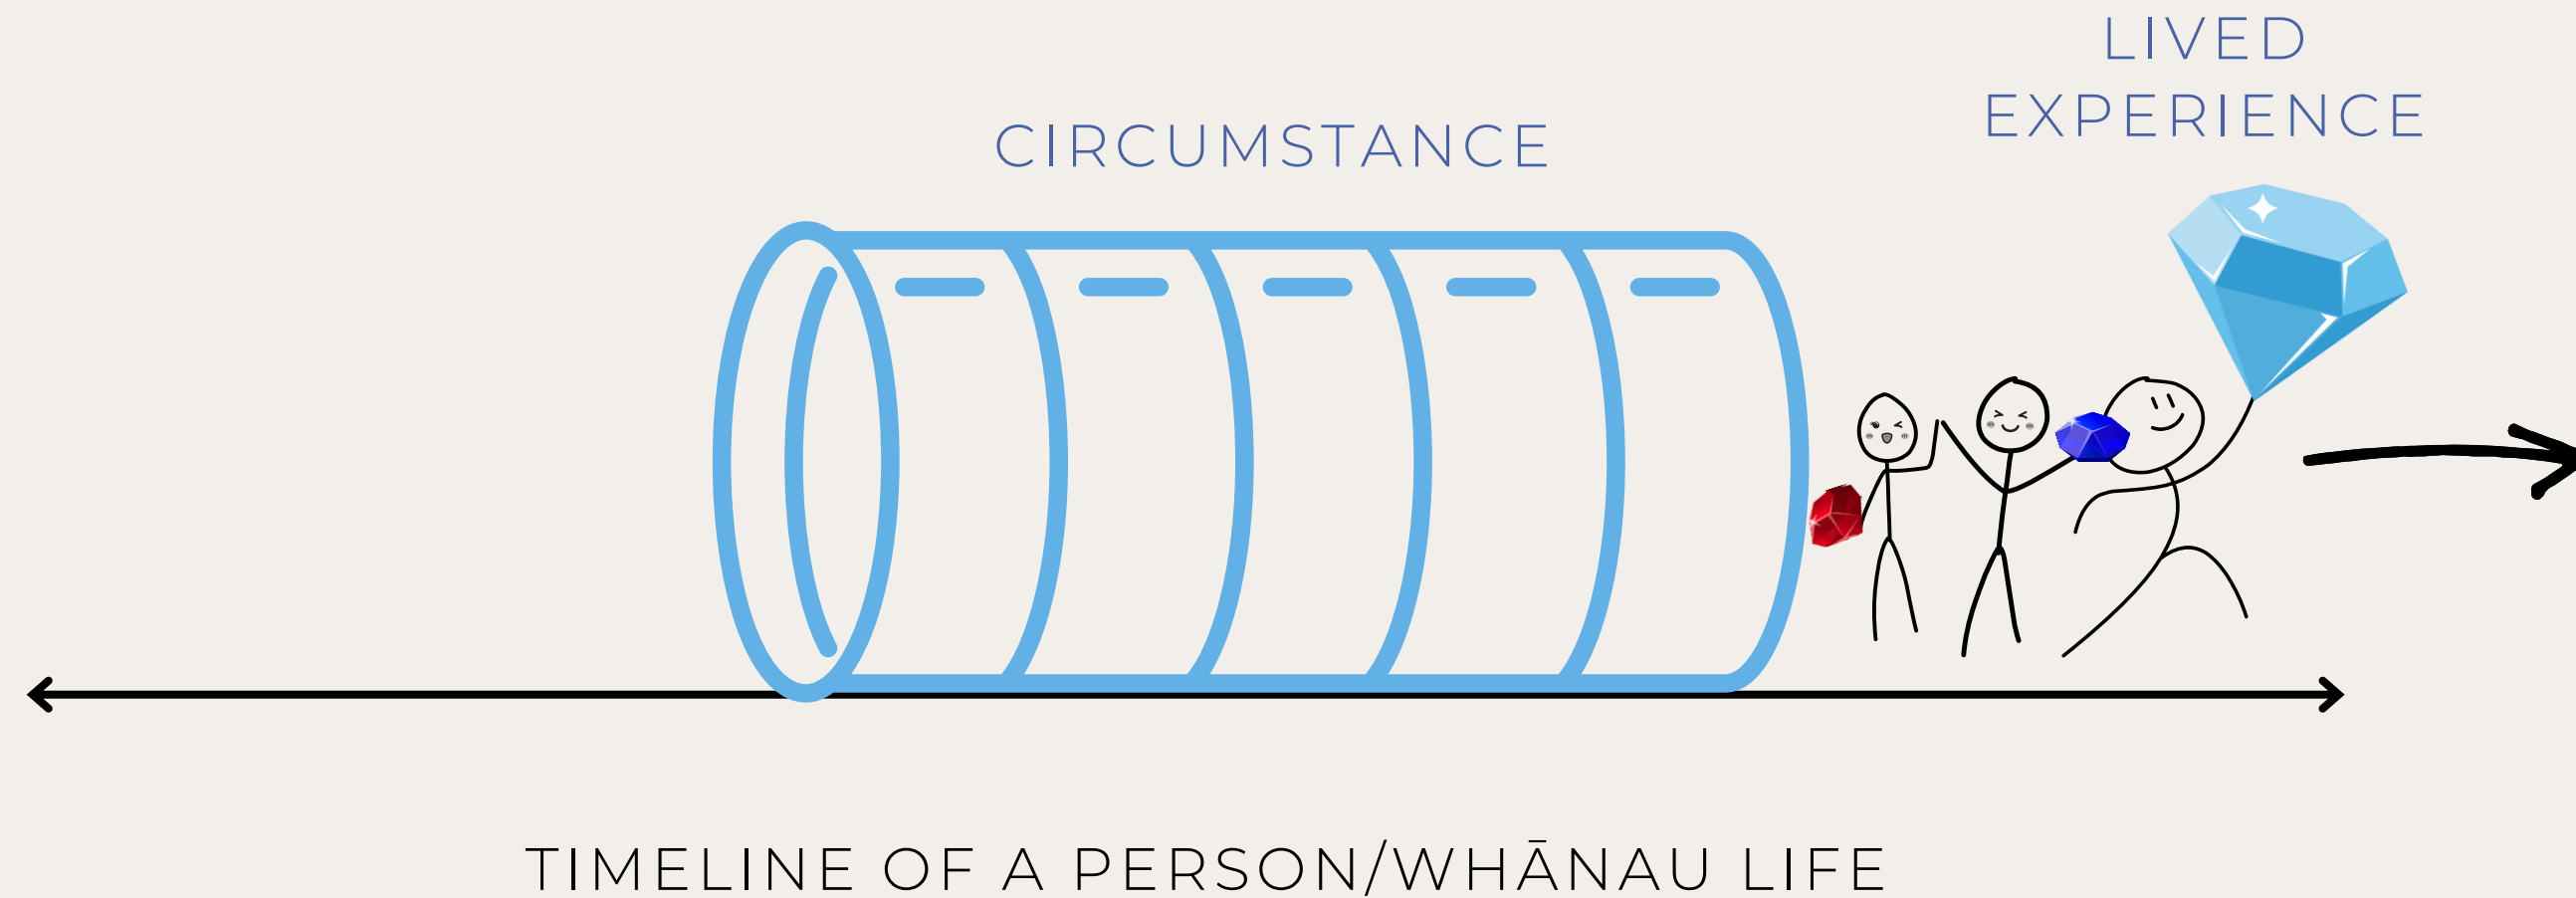 LIVED
EXPERIENCE
CIRCUMSTANCE
TIMELINE OF A PERSON/WHĀNAU LIFE